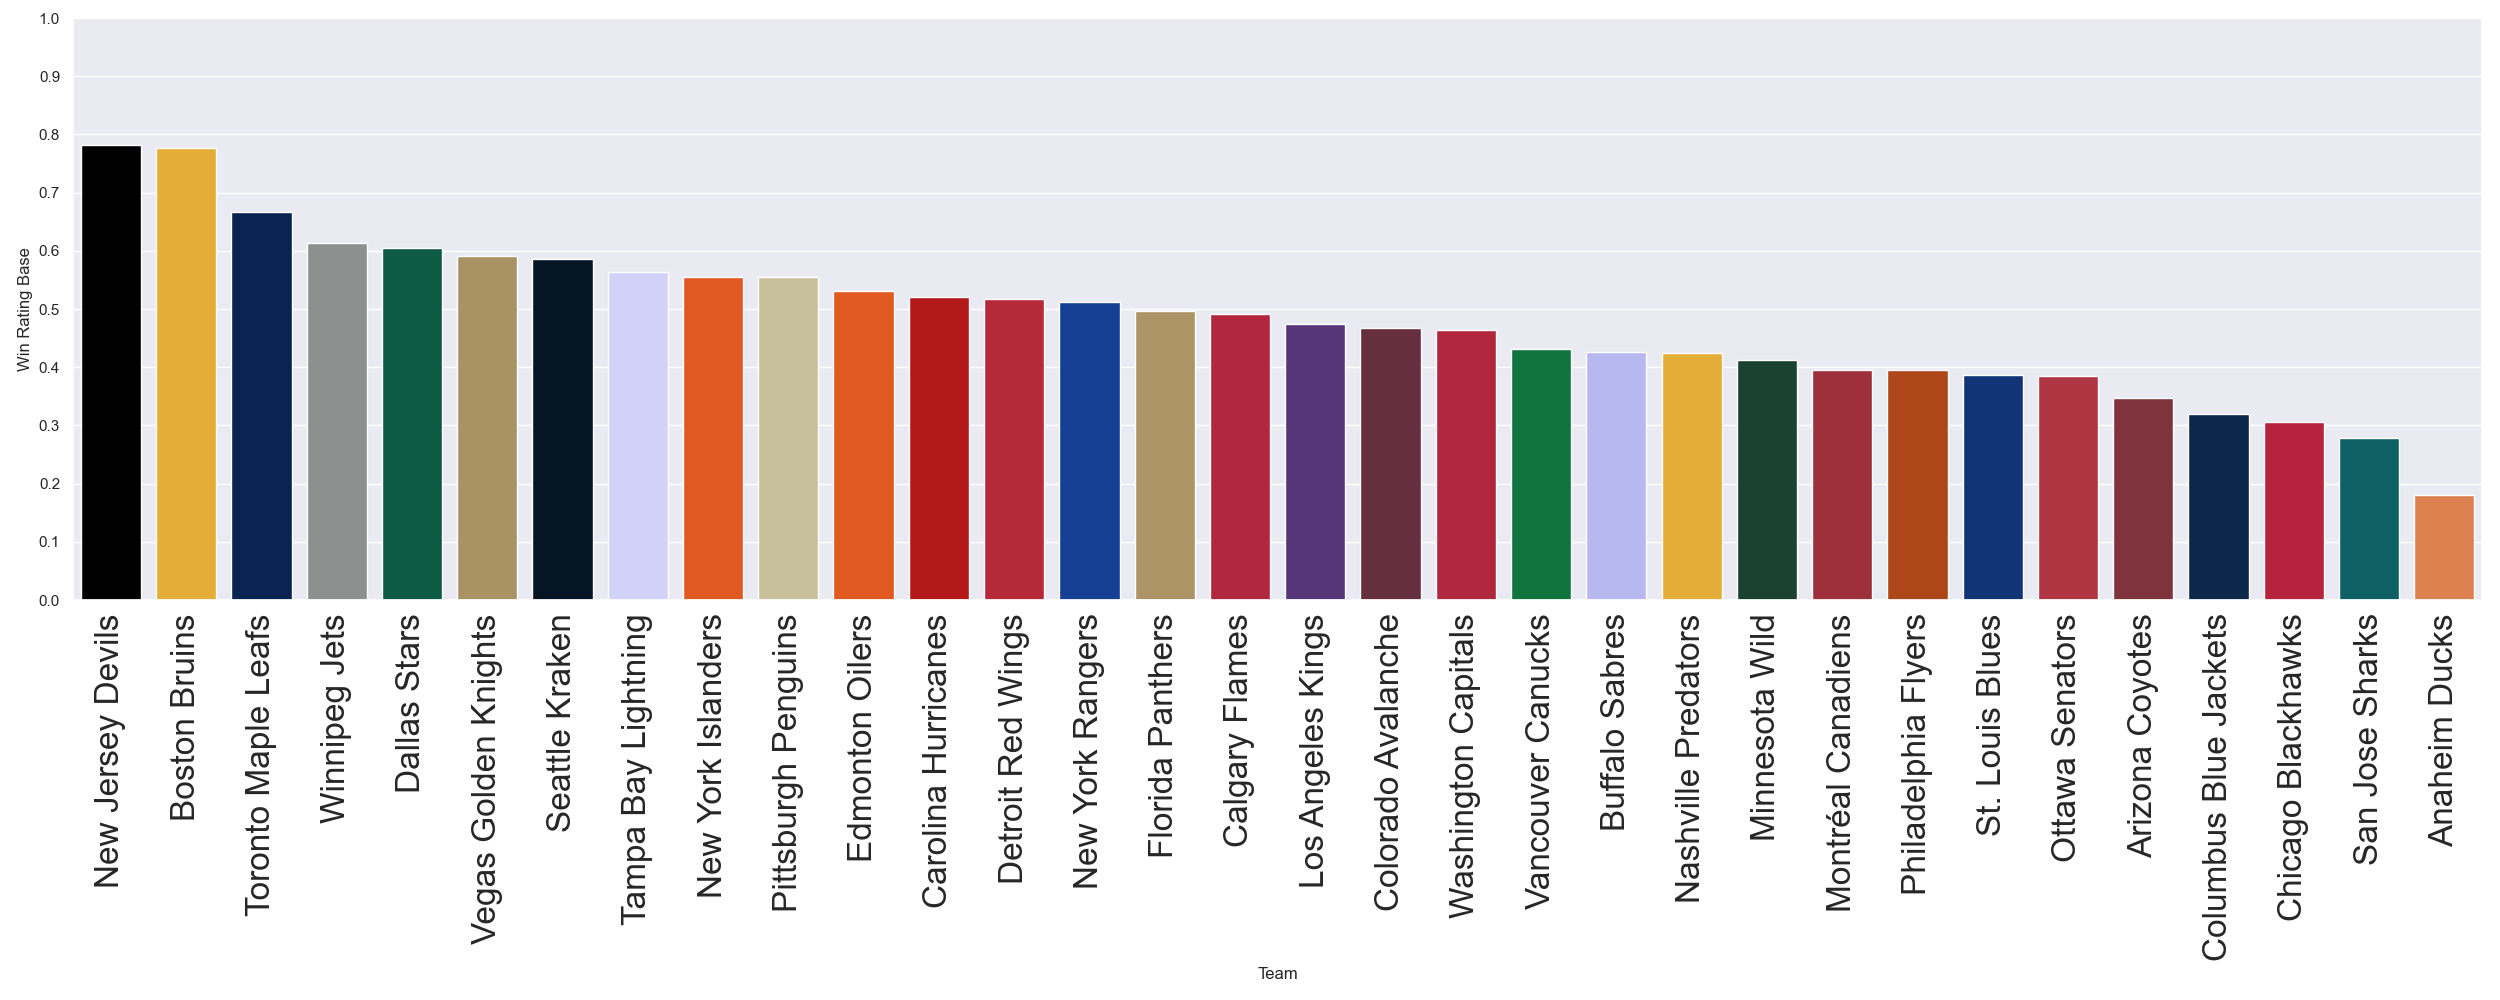 1.0
0.9
0.8
0.7
0.6
0.5
0.4
0.3
0.2
0.1
0.0
Win Rating Base
New Jersey Devils
Boston Bruins
Toronto Maple Leafs
Winnipeg Jets
Dallas Stars
Vegas Golden Knights
Seattle Kraken
Tampa Bay Lightning
New York Islanders
Pittsburgh Penguins
Edmonton Oilers
Carolina Hurricanes
Detroit Red Wings
New York Rangers
Florida Panthers
Calgary Flames
Los Angeles Kings
Colorado Avalanche
Washington Capitals
Vancouver Canucks
Buffalo Sabres
Nashville Predators
Minnesota Wild
Montréal Canadiens
Philadelphia Flyers
St. Louis Blues
Ottawa Senators
Arizona Coyotes
Columbus Blue Jackets
Chicago Blackhawks
San Jose Sharks
Anaheim Ducks
Team